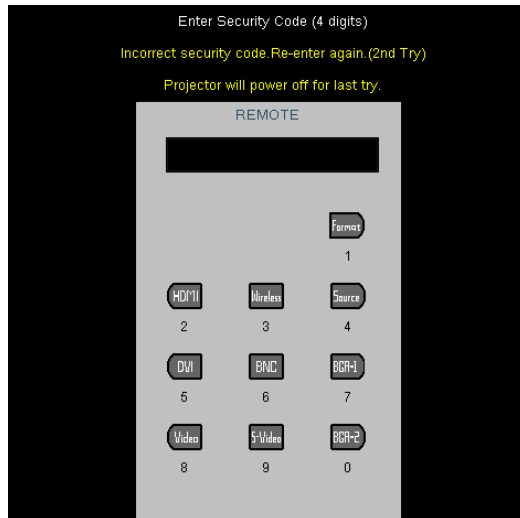 Enter Security Code (4 digits)
Incorrect security code.Re-enter again.(2nd Try)
Projector will power off for last try.
REMOTE
Format
1
HDMI Wireless Source
2 3 4
DVI BNC BGA-1
5 6 7
Video S-Video BGA-2
8 9 0